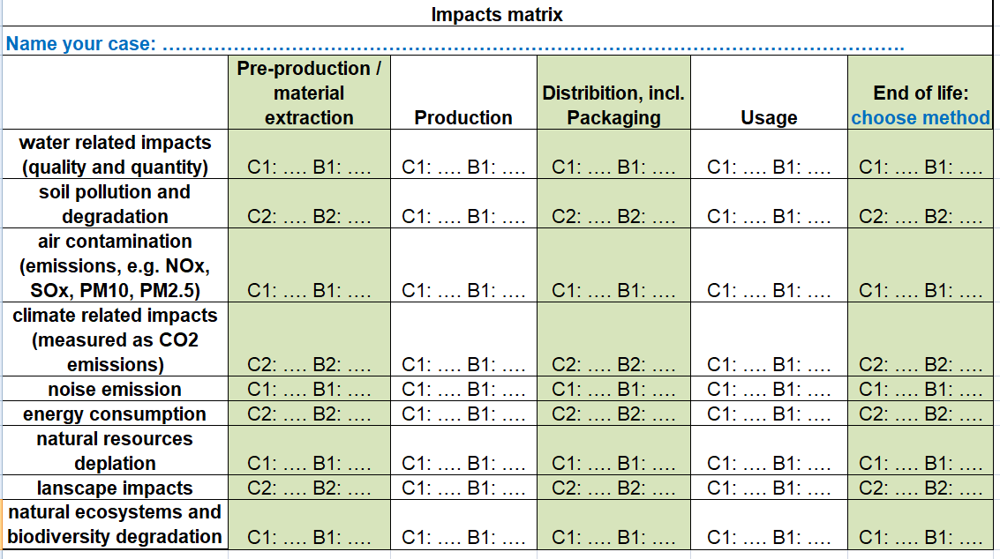 Impacts matrix
Name your case: ……………………………………………………………………………………………
Pre-production /
material
extraction
Production
Distribition, incl.
Packaging
Usage
End of life:
choose method
water related impacts
(quality and quantity)
C1: …. B1: …. C1: …. B1: …. C1: …. B1: …. C1: …. B1: …. C1: …. B1: ….
soil pollution and
degradation
C2: …. B2: …. C1: …. B1: …. C2: …. B2: …. C1: …. B1: …. C2: …. B2: ….
air contamination
(emissions, e.g. NOx,
SOx, PM10, PM2.5)
C1: …. B1: …. C1: …. B1: …. C1: …. B1: …. C1: …. B1: …. C1: …. B1: ….
climate related impacts
(measured as CO2
emissions)
C2: …. B2: …. C1: …. B1: …. C2: …. B2: …. C1: …. B1: …. C2: …. B2: ….
noise emission C1: …. B1: …. C1: …. B1: …. C1: …. B1: …. C1: …. B1: …. C1: …. B1: ….
energy consumption C2: …. B2: …. C1: …. B1: …. C2: …. B2: …. C1: …. B1: …. C2: …. B2: ….
natural resources
deplation
C1: …. B1: …. C1: …. B1: …. C1: …. B1: …. C1: …. B1: …. C1: …. B1: ….
lanscape impacts C2: …. B2: …. C1: …. B1: …. C2: …. B2: …. C1: …. B1: …. C2: …. B2: ….
natural ecosystems and
biodiversity degradation
C1: …. B1: …. C1: …. B1: …. C1: …. B1: …. C1: …. B1: …. C1: …. B1: ….